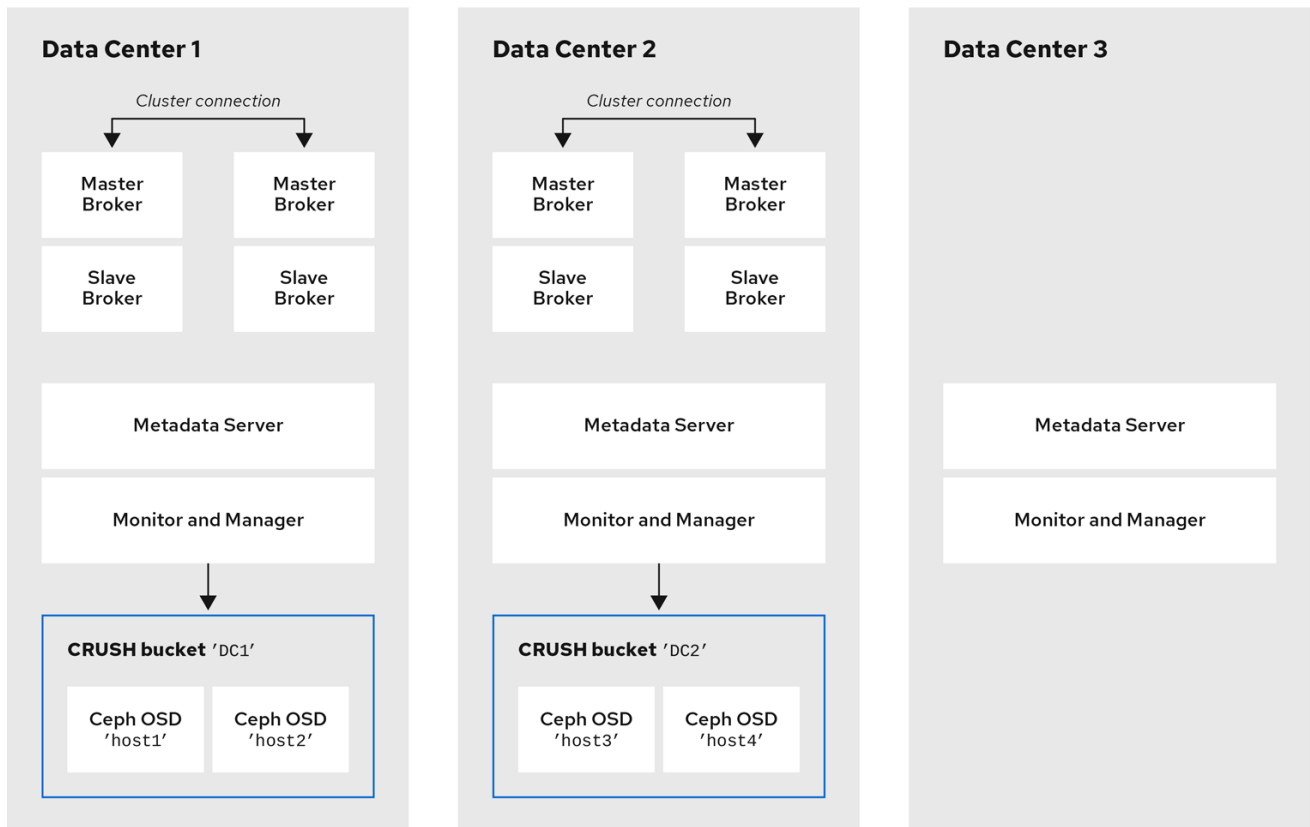 Data Center 1
Cluster connection
Master
Broker
Master
Broker
Slave
Broker
Slave
Broker
Metadata Server
Monitor and Manager
CRUSH bucket ’DC1’
Ceph OSD
’host1’
Ceph OSD
’host2’
Data Center 2
Cluster connection
Master
Broker
Master
Broker
Slave
Broker
Slave
Broker
Metadata Server
Monitor and Manager
CRUSH bucket ’DC2’
Ceph OSD
’host3’
Ceph OSD
’host4’
Data Center 3
Metadata Server
Monitor and Manager